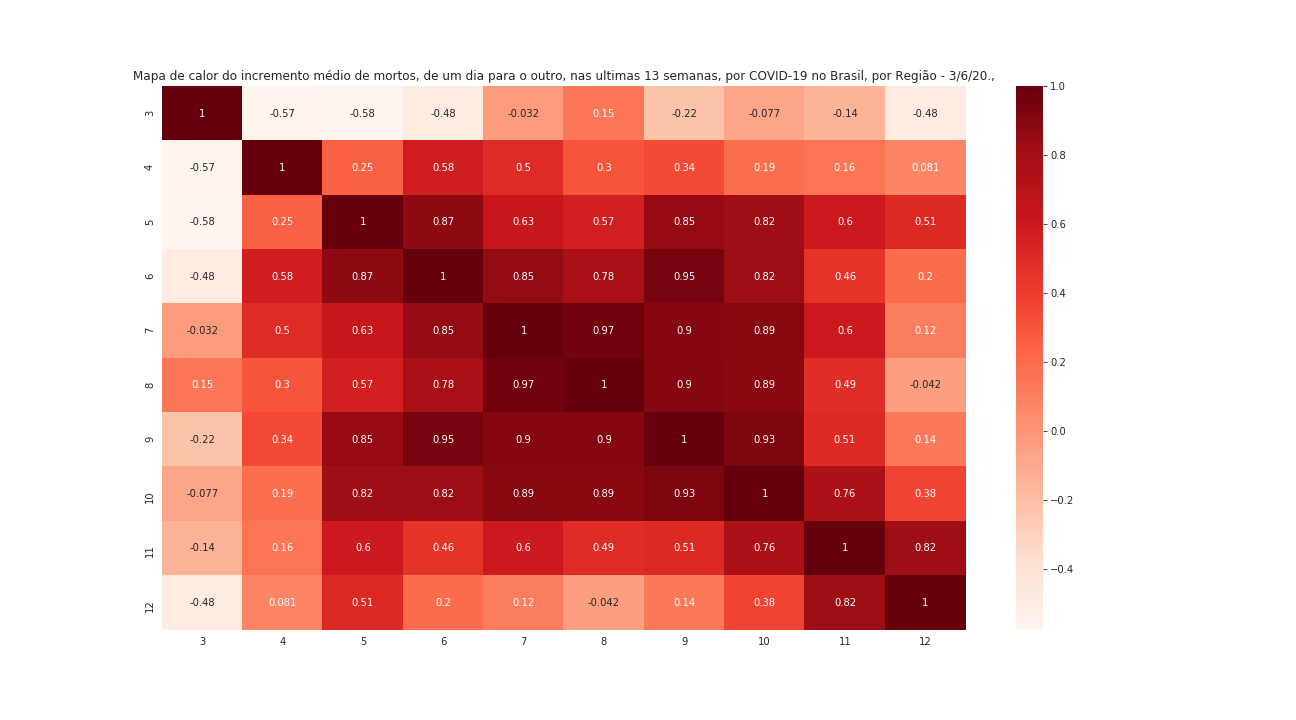 Mapa de calor do incremento médio de mortos, de um dia para o outro, nas ultimas 13 semanas, por COVID-19 no Brasil, por Região - 3/6/20.,
3 1 -0.57 -0.58 -0.48 -0.032 0.15 -0.22 -0.077 -0.14 -0.48
4 -0.57 1 0.25 0.58 0.5 0.3 0.34 0.19 0.16 0.081
5 -0.58 0.25 1 0.87 0.63 0.57 0.85 0.82 0.6 0.51
6 -0.48 0.58 0.87 1 0.85 0.78 0.95 0.82 0.46 0.2
7 -0.032 0.5 0.63 0.85 1 0.97 0.9 0.89 0.6 0.12
8 0.15 0.3 0.57 0.78 0.97 1 0.9 0.89 0.49 -0.042
9 -0.22 0.34 0.85 0.95 0.9 0.9 1 0.93 0.51 0.14
10 -0.077 0.19 0.82 0.82 0.89 0.89 0.93 1 0.76 0.38
11 -0.14 0.16 0.6 0.46 0.6 0.49 0.51 0.76 1 0.82
12 -0.48 0.081 0.51 0.2 0.12 -0.042 0.14 0.38 0.82 1
3 4 5 6 7 8 9 10 11 12
1.0
0.8
0.6
0.4
0.2
0.0
−0.2
−0.4